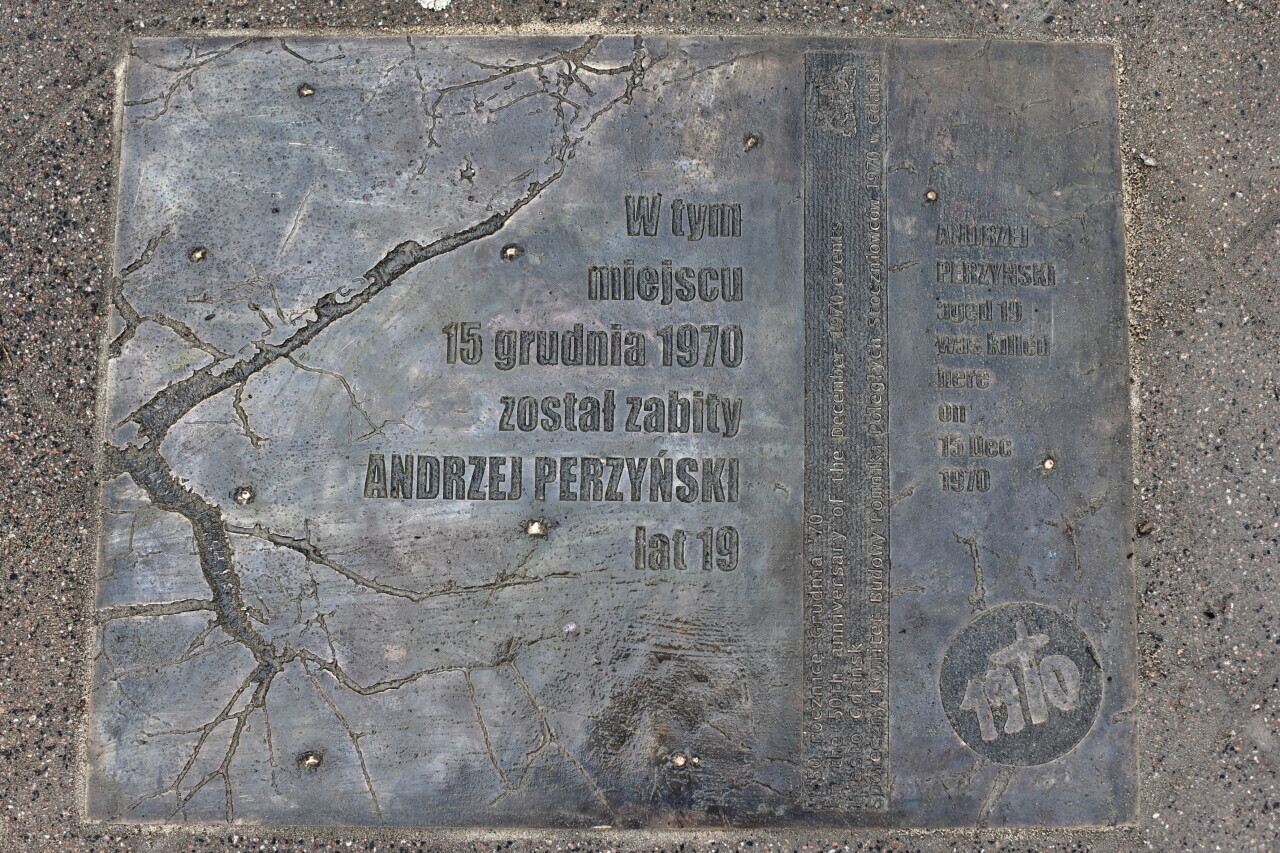 W tym
miejscu
15 grudnia 1970
został zabity
ANDRZEJ PERZYŃSKI
lat 19
50. rocznica Grudnia '70
The 50th anniversary of the December 1970 events
Miasto Gdańsk
Społeczny Komitet Budowy Pomnika Poległych Stoczniowców 1970 w Gdańsku
ANDRZEJ
PERZYŃSKI
aged 19
was killed
here
on
15 Dec
1970
1970